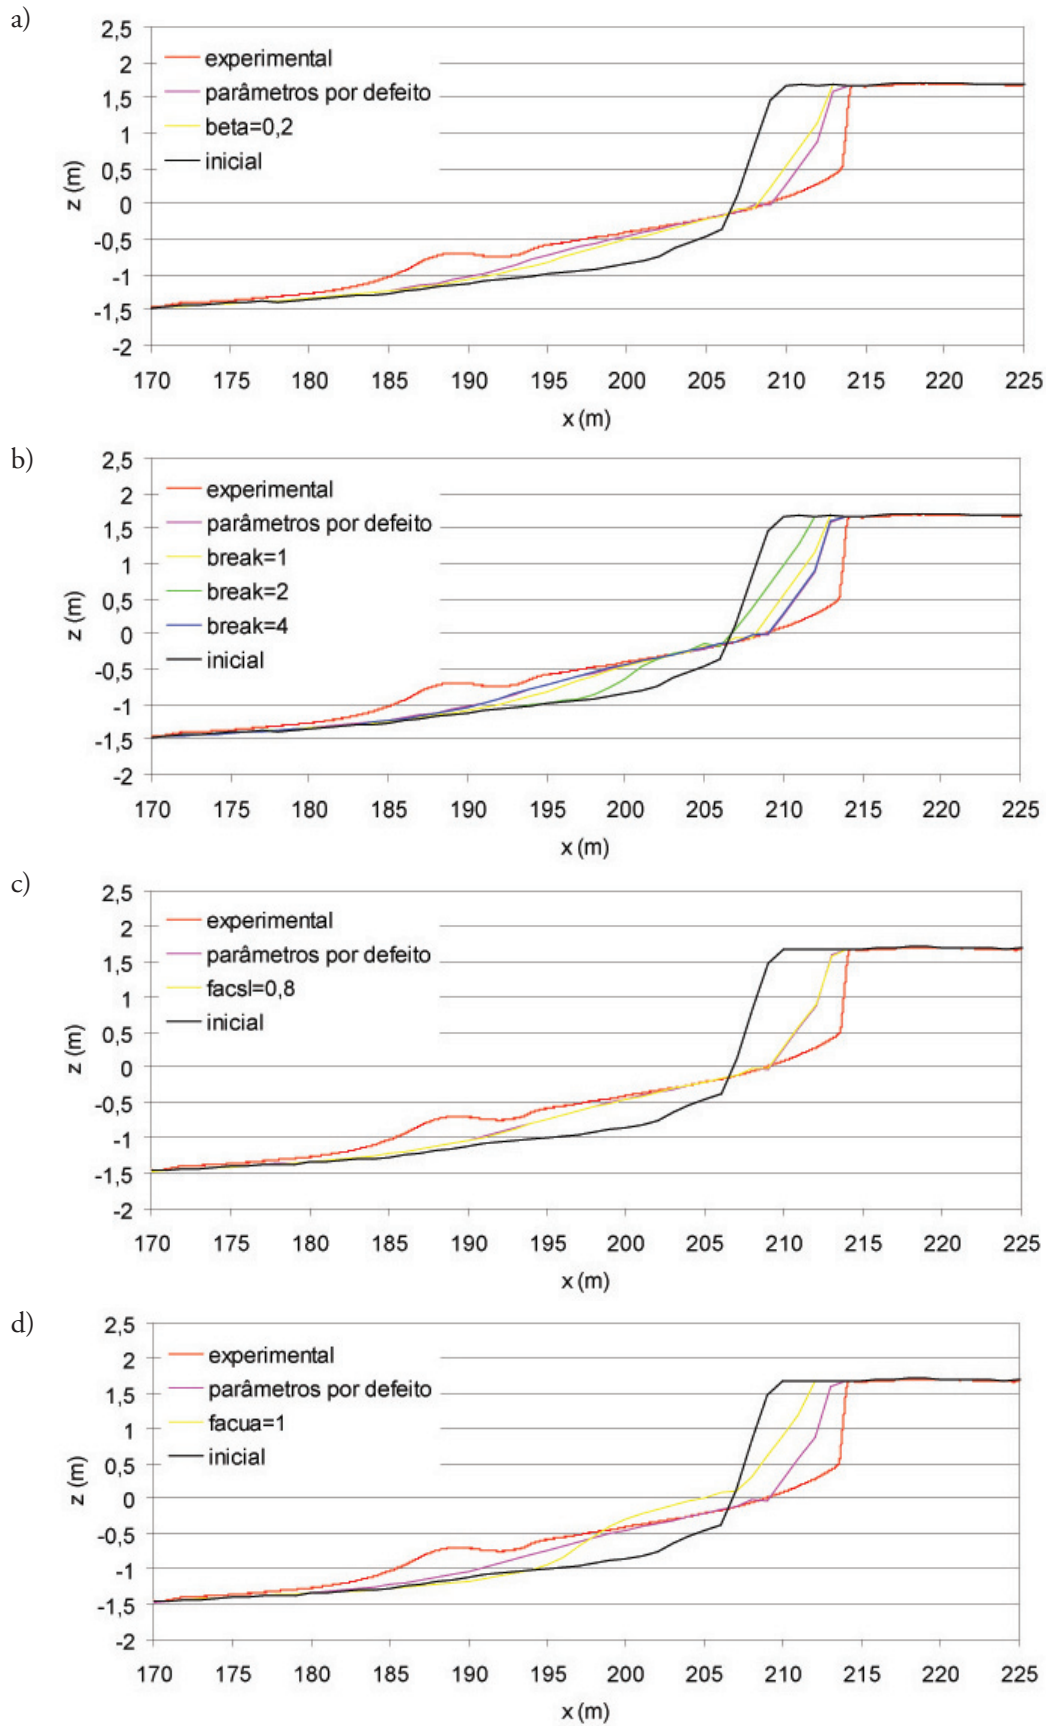 a)
2,5
2
1,5
1
0,5
0
-0,5
-1
-1,5
-2
z (m)
experimental
parâmetros por defeito
beta=0,2
inicial
170 175 180 185 190 195 200 205 210 215 220 225
x (m)
b)
2,5
2
1,5
1
0,5
0
-0,5
-1
-1,5
-2
z (m)
experimental
parâmetros por defeito
break=1
break=2
break=4
inicial
170 175 180 185 190 195 200 205 210 215 220 225
x (m)
c)
2,5
2
1,5
1
0,5
0
-0,5
-1
-1,5
-2
z (m)
experimental
parâmetros por defeito
facsl=0,8
inicial
170 175 180 185 190 195 200 205 210 215 220 225
x (m)
d)
2,5
2
1,5
1
0,5
0
-0,5
-1
-1,5
-2
z (m)
experimental
parâmetros por defeito
facua=1
inicial
170 175 180 185 190 195 200 205 210 215 220 225
x (m)